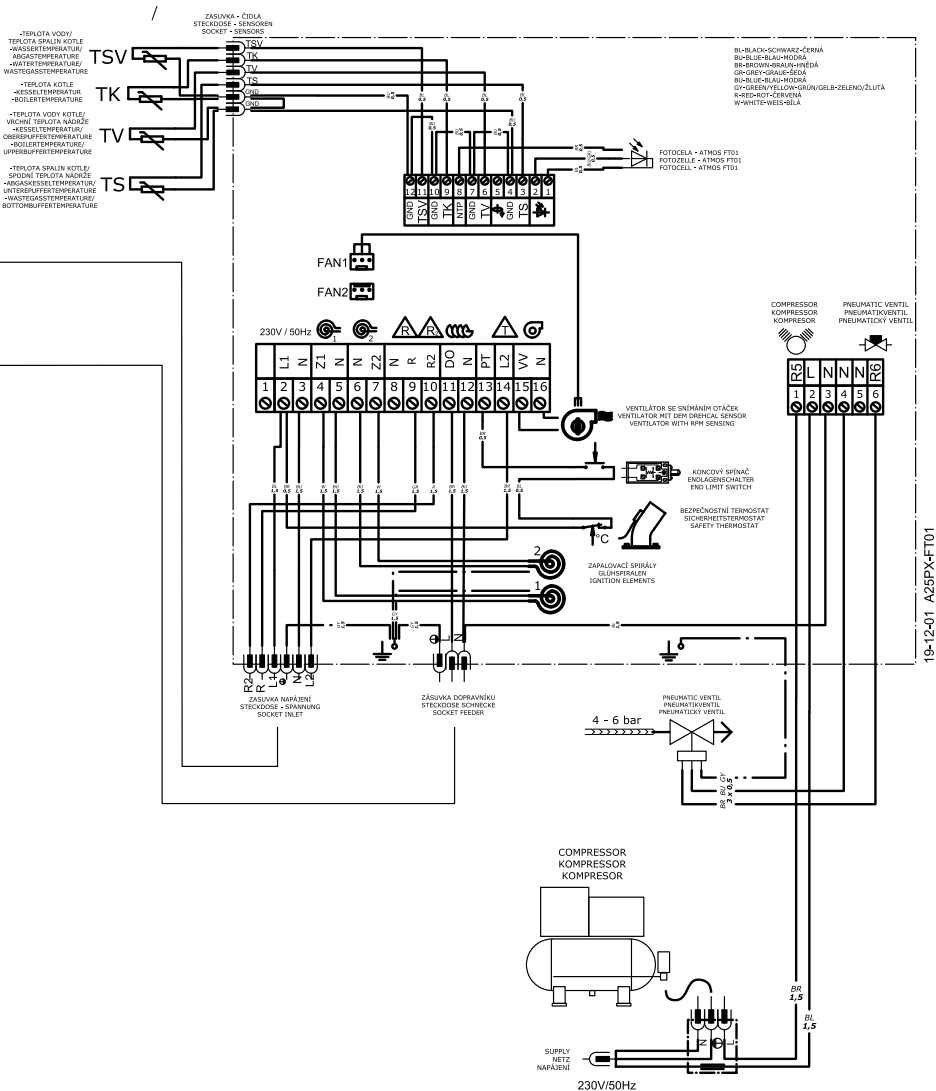 /
ZASUVKA - ČIDLA
STECKDOSE - SENSOREN
SOCKET - SENSORS
-TEPLOTA VODY/
TEPLOTA SPALIN KOTLE
-WASSERTEMPERATUR/
ABGASTEMPERATURE
-WATERTEMPERATURE/
WASTEGASSTEMPERATURE
TSV
-TEPLOTA KOTLE
-KESSELTEMPERATUR
-BOILERTEMPERATURE
TK
-TEPLOTA VODY KOTLE/
VRCHNÍ TEPLOTA NÁDRŽE
-KESSELTEMPERATUR/
OBEREPUFFERTEMPERATURE
-BOILERTEMPERATURE/
UPPERBUFFERTEMPERATURE
TV
-TEPLOTA SPALIN KOTLE/
SPODNÍ TEPLOTA NÁDRŽE
-ABGASKESSELTEMPERATUR/
UNTEREPUFFERTEMPERATURE
-WASTEGASSTEMPERATURE/
BOTTOMBUFFERTEMPERATURE
TS
TSV
TK
TV
TS
GND
GND
BL-BLACK-SCHWARZ-ČERNÁ
BU-BLUE-BLAU-MODRÁ
BR-BROWN-BRAUN-HNĚDÁ
GR-GREY-GRAUE-ŠEDÁ
BU-BLUE-BLAU-MODRÁ
GY-GREEN/YELLOW-GRÜN/GELB-ZELENO/ŽLUTÁ
R-RED-ROT-ČERVENÁ
W-WHITE-WEIS-BÍLÁ
FOTOCELA - ATMOS FT01
FOTOZELLE - ATMOS FT01
FOTOCELL - ATMOS FT01
12 11 10 9 8 7 6 5 4 3 2 1
GND TSV GND TK NTP GND TV GND TS
FAN1
FAN2
230V / 50Hz
1 2
R R2 T
L1 N Z1 N N Z2 N R R2 DO N PT L2 VV N
1 2 3 4 5 6 7 8 9 10 11 12 13 14 15 16
COMPRESSOR
KOMPRESSOR
KOMPRESOR
PNEUMATIC VENTIL
PNEUMATIKVENTIL
PNEUMATICKÝ VENTIL
R5 L N N N R6
1 2 3 4 5 6
VENTILÁTOR SE SNÍMÁNÍM OTÁČEK
VENTILATOR MIT DEM DREHCAL SENSOR
VENTILATOR WITH RPM SENSING
KONCOVÝ SPÍNAČ
ENDLAGENSCHALTER
END LIMIT SWITCH
BEZPEČNOSTNÍ TERMOSTAT
SICHERHEITSTERMOSTAT
SAFETY THERMOSTAT
°C
ZAPALOVACÍ SPIRÁLY
GLÜHSPIRALEN
IGNITION ELEMENTS
2
1
19-12-01 A25PX-FT01
R2 R L1 N L2
L N
ZASUVKA NAPÁJENÍ
STECKDOSE - SPANNUNG
SOCKET INLET
ZÁSUVKA DOPRAVNÍKU
STECKDOSE SCHNECKE
SOCKET FEEDER
PNEUMATIC VENTIL
PNEUMATIKVENTIL
PNEUMATICKÝ VENTIL
4 - 6 bar
BR BU GY
3 x 0,5
COMPRESSOR
KOMPRESSOR
KOMPRESOR
BR
1,5
BL
1,5
N L
SUPPLY
NETZ
NAPÁJENÍ
230V/50Hz